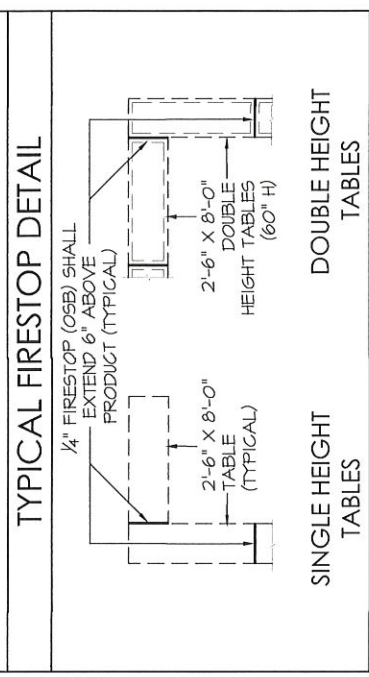 TYPICAL FIRESTOP DETAIL
1/4" FIRESTOP (OSB) SHALL
EXTEND 6" ABOVE
PRODUCT (TYPICAL)
2'-6" X 8'-0"
TABLE
(TYPICAL)
2'-6" X 8'-0"
DOUBLE
HEIGHT TABLES
(60" H)
SINGLE HEIGHT
TABLES
DOUBLE HEIGHT
TABLES